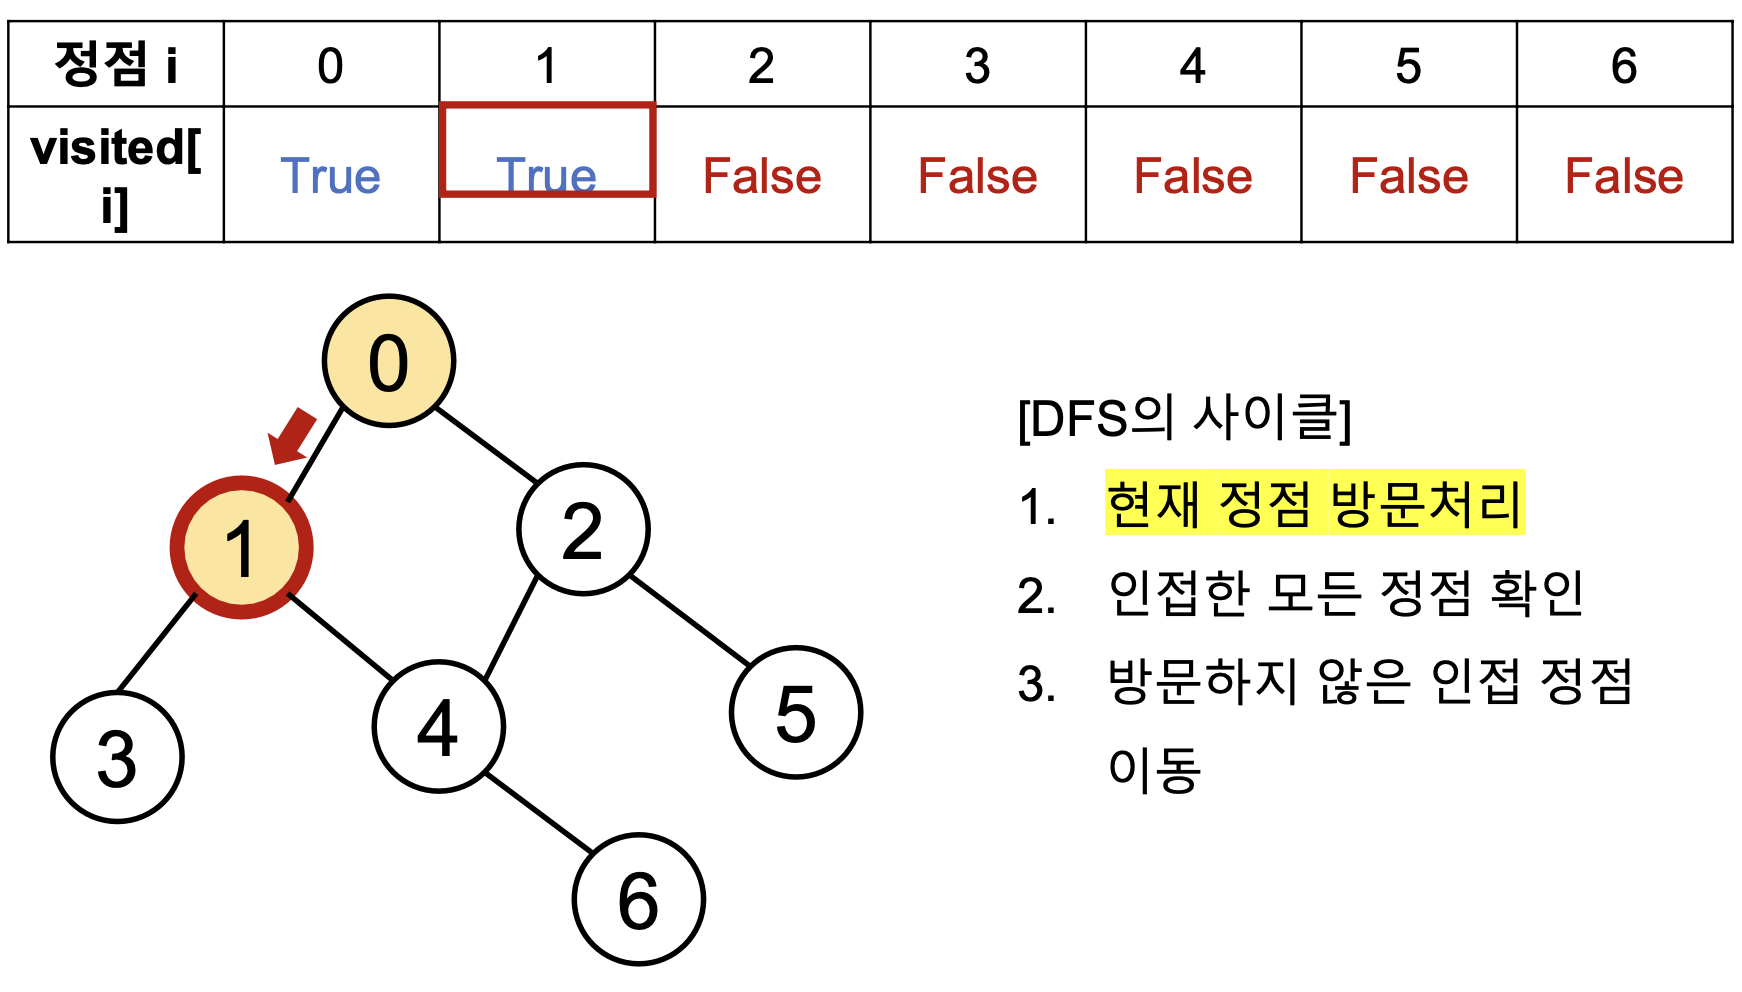 정점 i 0 1 2 3 4 5 6
visited[
i] True True False False False False False
0
1
2
3
4
5
6
[DFS의 사이클]
1. 현재 정점 방문처리
2. 인접한 모든 정점 확인
3. 방문하지 않은 인접 정점
이동